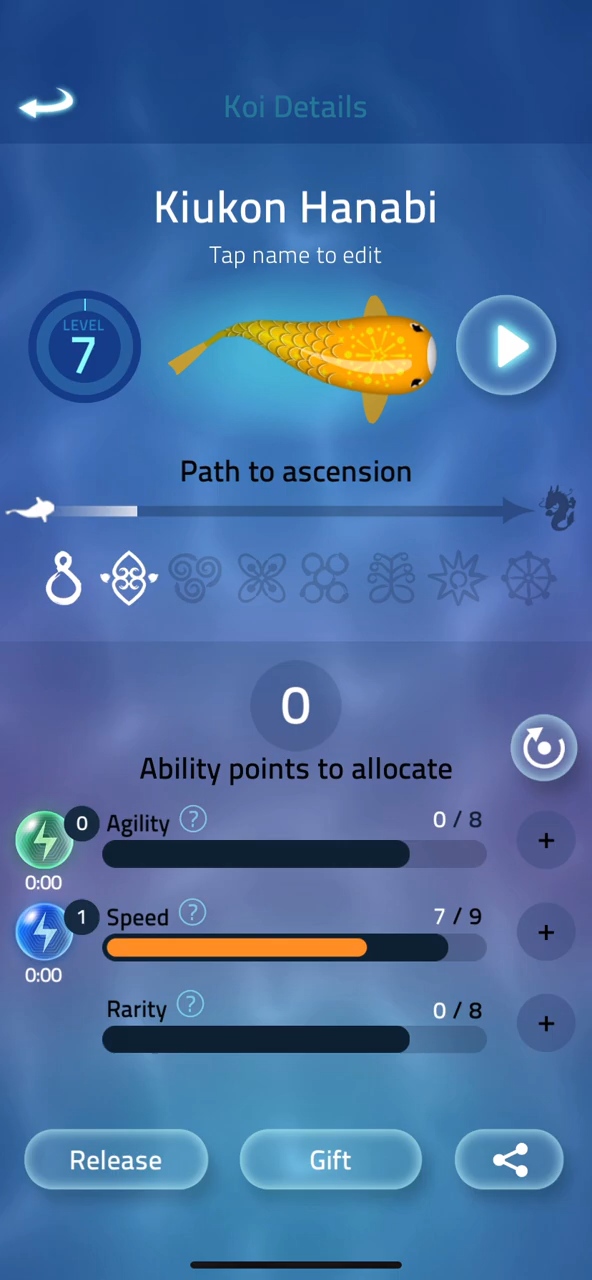 Koi Details
Kiukon Hanabi
Tap name to edit
LEVEL
7
Path to ascension
0
Ability points to allocate
0 Agility ? 0 / 8
+
0:00
1 Speed ? 7 / 9
+
0:00
Rarity ? 0 / 8
+
Release Gift